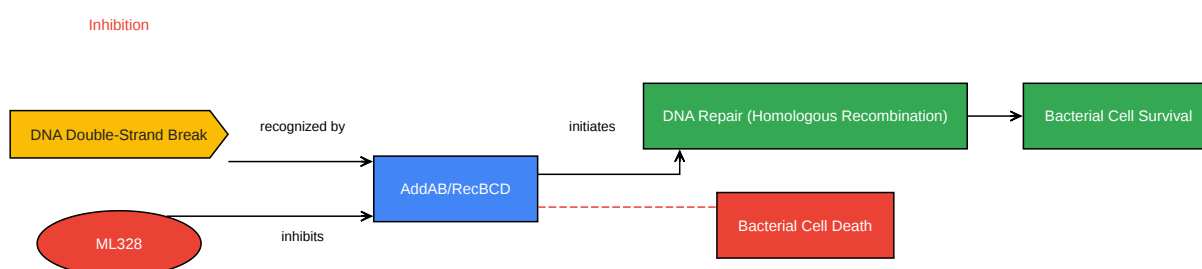 Inhibition
DNA Double-Strand Break
recognized by
initiates
DNA Repair (Homologous Recombination)
Bacterial Cell Survival
AddAB/RecBCD
ML328
inhibits
Bacterial Cell Death